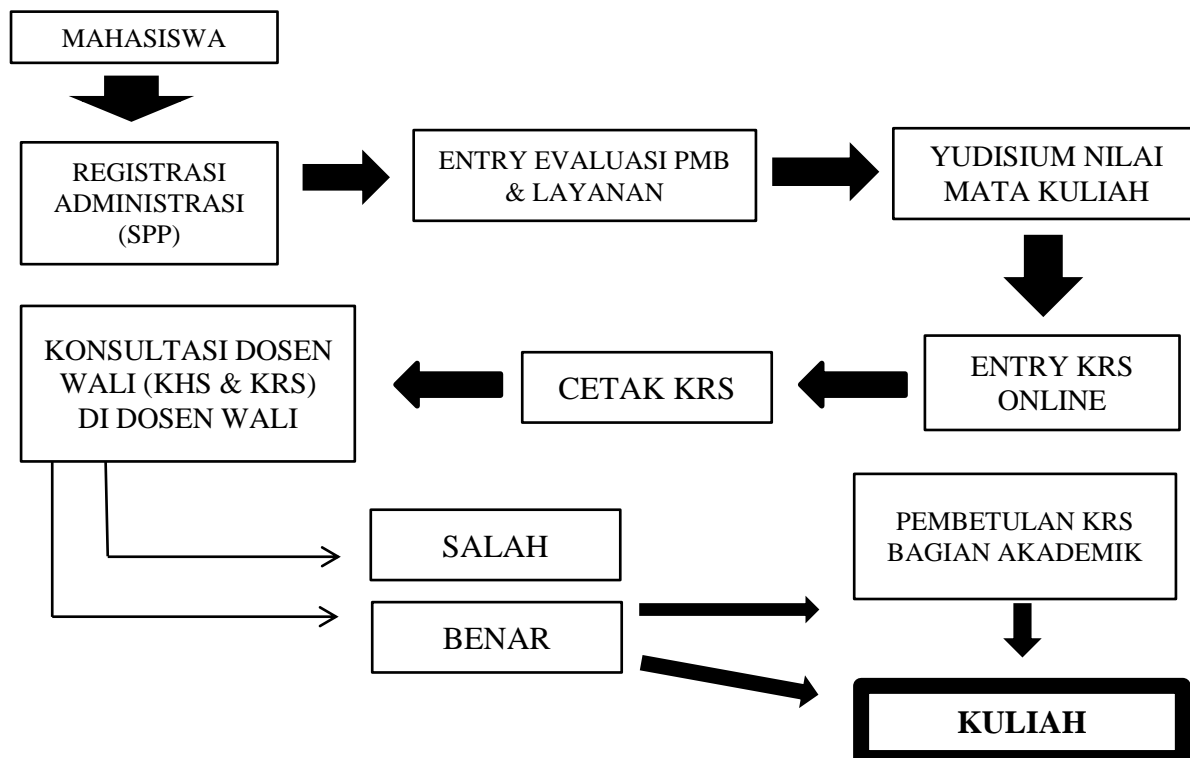 MAHASISWA
REGISTRASI
ADMINISTRASI
(SPP)
ENTRY EVALUASI PMB
& LAYANAN
YUDISIUM NILAI
MATA KULIAH
ENTRY KRS
ONLINE
CETAK KRS
KONSULTASI DOSEN
WALI (KHS & KRS)
DI DOSEN WALI
SALAH
BENAR
PEMBETULAN KRS
BAGIAN AKADEMIK
KULIAH